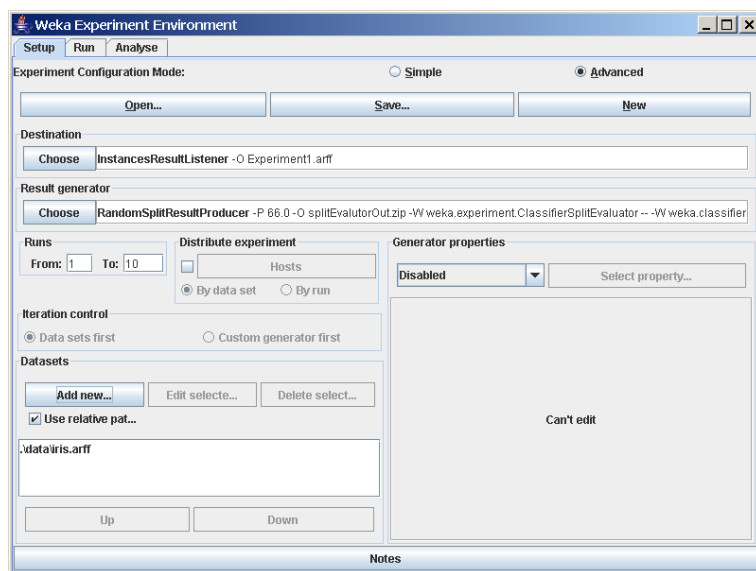 Weka Experiment Environment
Setup Run Analyse
Experiment Configuration Mode: Simple Advanced
Open... Save... New
Destination
Choose InstancesResultListener -O Experiment1.arff
Result generator
Choose RandomSplitResultProducer -P 66.0 -O splitEvalutorOut.zip -W weka.experiment.ClassifierSplitEvaluator -- -W weka.classifier
Runs Distribute experiment Generator properties
From: 1 To: 10 Hosts Disabled Select property...
By data set By run
Iteration control
Data sets first Custom generator first
Datasets
Add new... Edit selecte... Delete select...
Use relative pat... Can't edit
.\data\iris.arff
Up Down
Notes